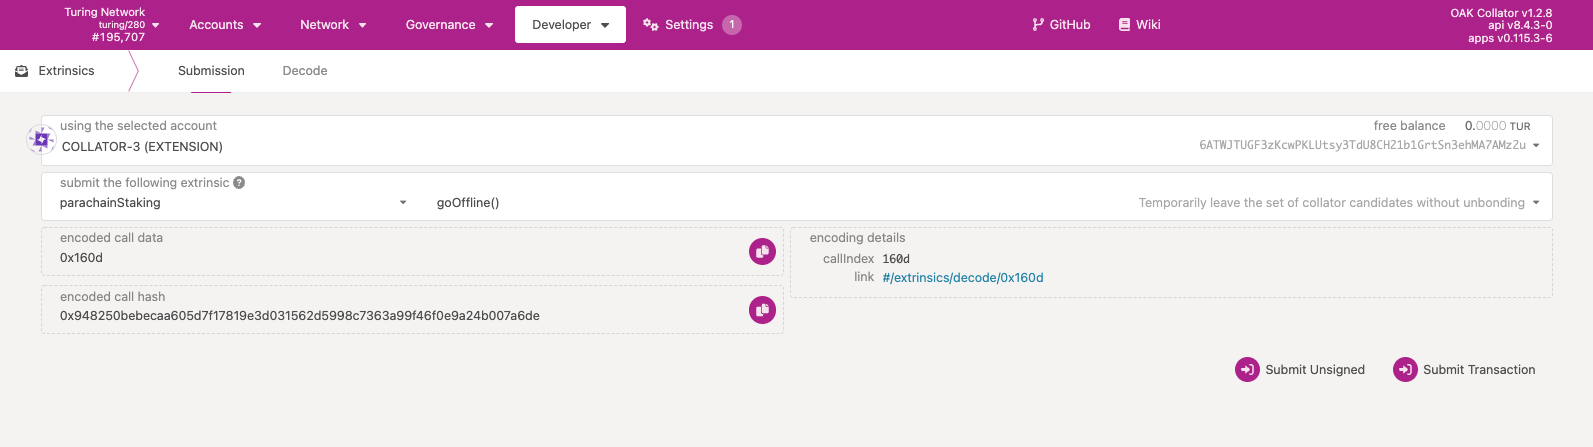 Turing Network
turing/280
#195,707
Accounts
Network
Governance
Developer
Settings
1
GitHub
Wiki
OAK Collator v1.2.8
api v8.4.3-0
apps v0.115.3-6
Extrinsics
Submission
Decode
using the selected account
COLLATOR-3 (EXTENSION)
free balance 0.0000 TUR
6ATWJTUGF3zKcwPKLUtsy3TdU8CH21b1GrtSn3ehMA7AMz2u
submit the following extrinsic ?
parachainStaking
goOffline()
Temporarily leave the set of collator candidates without unbonding
encoded call data
0x160d
encoding details
callIndex 160d
link #/extrinsics/decode/0x160d
encoded call hash
0x948250bebecaa605d7f17819e3d031562d5998c7363a99f46f0e9a24b007a6de
Submit Unsigned
Submit Transaction